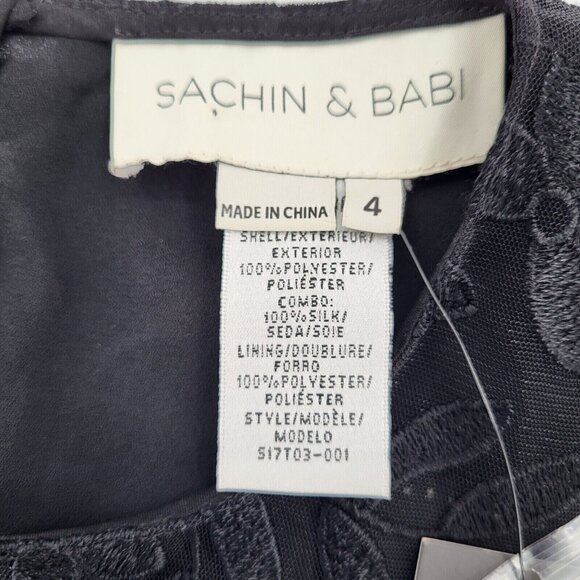 SACHIN & BABI
MADE IN CHINA
4
SHELL/EXTERIEUR/
EXTERIOR
100%POLYESTER/
POLIÉSTER
COMBO:
100%SILK/
SEDA/SOIE
LINING/DOUBLURE/
FORRO
100%POLYESTER/
POLIÉSTER
STYLE/MODÈLE/
MODELO
S17T03-001